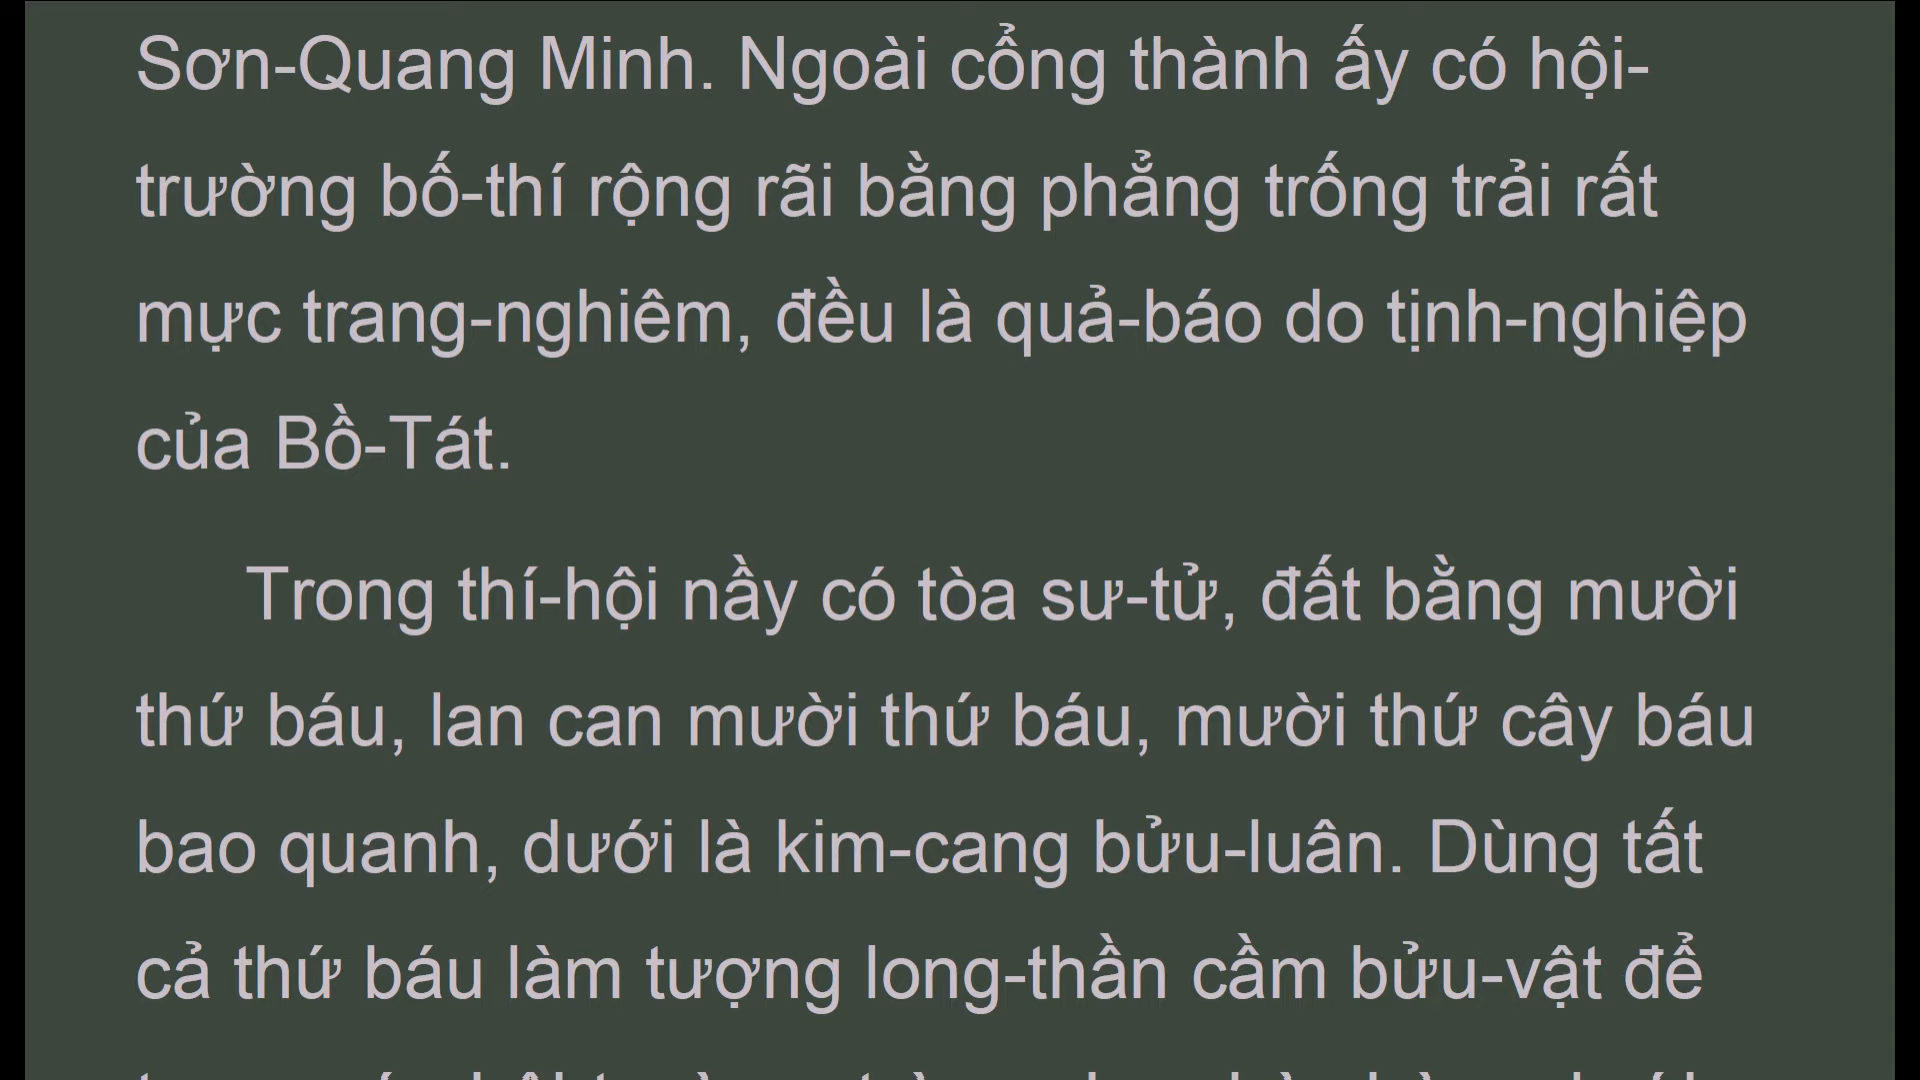 Sơn-Quang Minh. Ngoài cổng thành ấy có hội-
trường bố-thí rộng rãi bằng phẳng trống trải rất
mực trang-nghiêm, đều là quả-báo do tịnh-nghiệp
của Bồ-Tát.
Trong thí-hội nầy có tòa sư-tử, đất bằng mười
thứ báu, lan can mười thứ báu, mười thứ cây báu
bao quanh, dưới là kim-cang bửu-luân. Dùng tất
cả thứ báu làm tượng long-thần cầm bửu-vật để